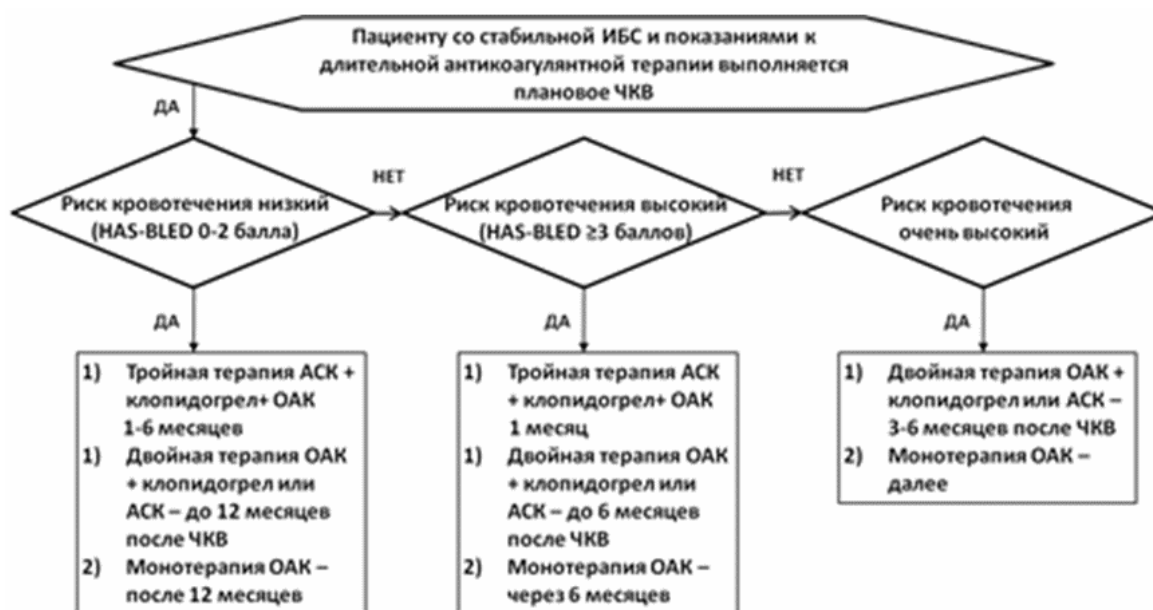 Пациенту со стабильной ИБС и показаниями к
длительной антикоагулянтной терапии выполняется
плановое ЧКВ
ДА
Риск кровотечения низкий
(HAS-BLED 0-2 балла)
НЕТ
Риск кровотечения высокий
(HAS-BLED ≥3 баллов)
НЕТ
Риск кровотечения
очень высокий
ДА
ДА
ДА
1) Тройная терапия АСК +
клопидогрел+ ОАК
1-6 месяцев
1) Двойная терапия ОАК
+ клопидогрел или
АСК – до 12 месяцев
после ЧКВ
2) Монотерапия ОАК –
после 12 месяцев
1) Тройная терапия АСК
+ клопидогрел+ ОАК
1 месяц
1) Двойная терапия ОАК
+ клопидогрел или
АСК – до 6 месяцев
после ЧКВ
2) Монотерапия ОАК –
через 6 месяцев
1) Двойная терапия ОАК +
клопидогрел или АСК –
3-6 месяцев после ЧКВ
2) Монотерапия ОАК –
далее